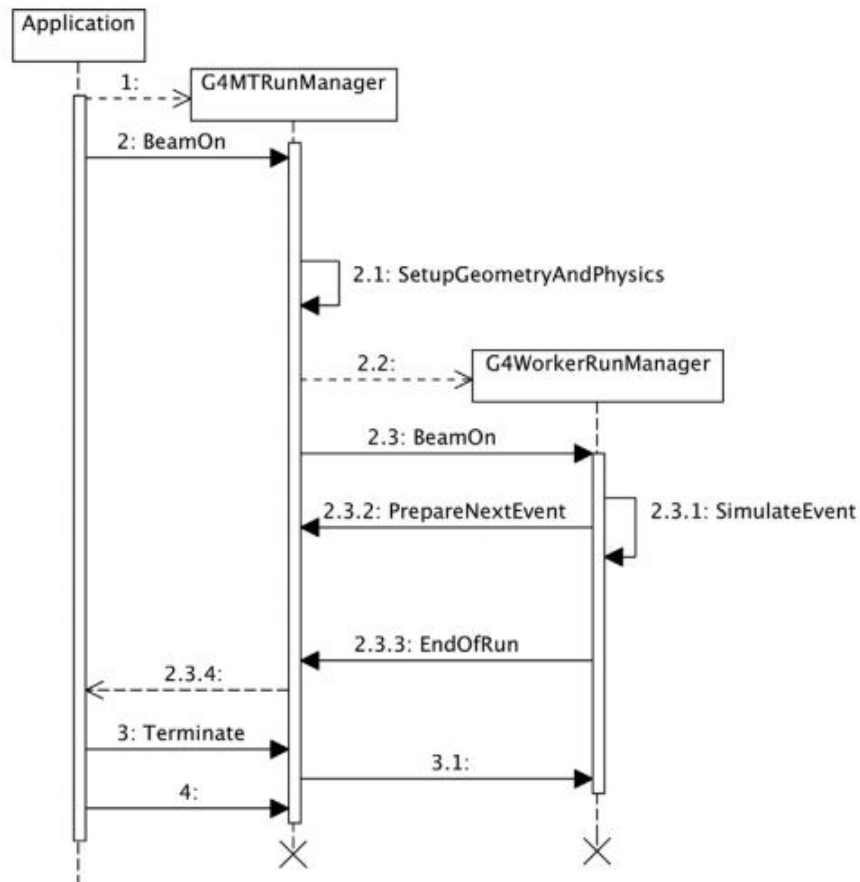 Application
1:
G4MTRunManager
2: BeamOn
2.1: SetupGeometryAndPhysics
2.2:
G4WorkerRunManager
2.3: BeamOn
2.3.2: PrepareNextEvent
2.3.1: SimulateEvent
2.3.3: EndOfRun
2.3.4:
3: Terminate
3.1:
4: